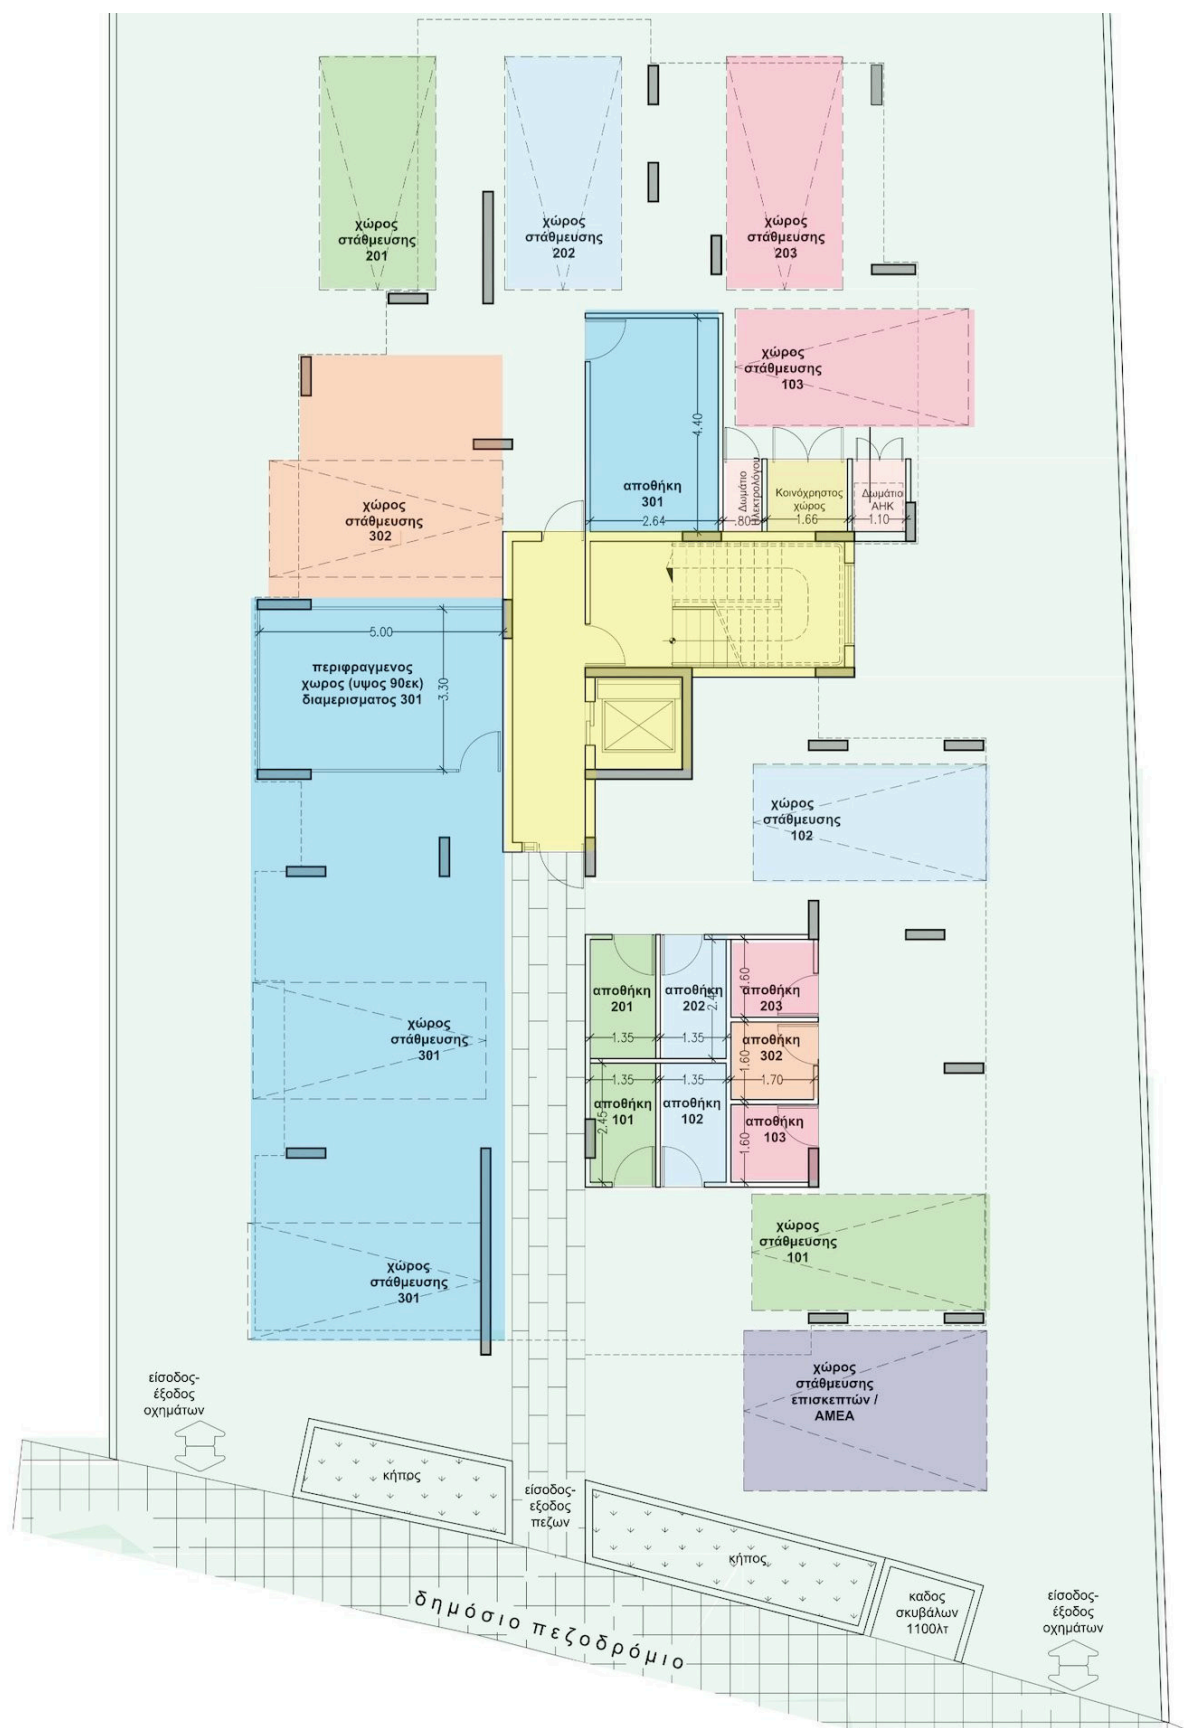 χώρος
στάθμευσης
201
χώρος
στάθμευσης
202
χώρος
στάθμευσης
203
χώρος
στάθμευσης
103
4.40
αποθήκη
301
2.64
Δωμάτιο
ηλεκτρολόγου
.80
Κοινόχρηστος
χώρος
1.66
Δωμάτιο
ΑΗΚ
1.10
χώρος
στάθμευσης
302
5.00
3.30
περιφραγμενος
χωρος (υψος 90εκ)
διαμερισματος 301
χώρος
στάθμευσης
102
αποθήκη
201
1.35
αποθήκη
202
2.45
1.35
1.60
αποθήκη
203
αποθήκη
302
1.60
1.70
1.35
αποθήκη
101
2.45
1.35
αποθήκη
102
αποθήκη
103
1.60
χώρος
στάθμευσης
301
χώρος
στάθμευσης
101
χώρος
στάθμευσης
301
χώρος
στάθμευσης
επισκεπτών /
ΑΜΕΑ
είσοδος-
έξοδος
οχημάτων
κήπος
είσοδος-
εξοδος
πεζων
κήπος
καδος
σκυβάλων
1100λτ
είσοδος-
έξοδος
οχημάτων
δημόσιο πεζοδρόμιο